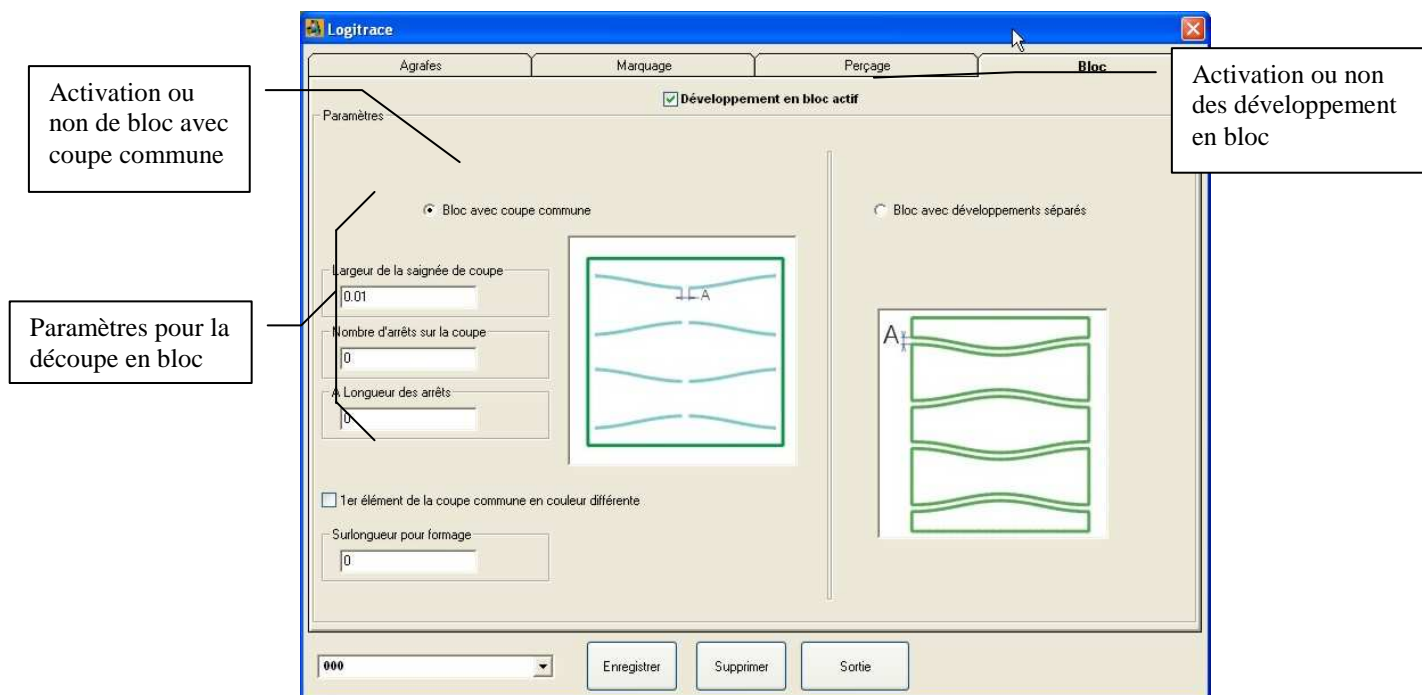 Logitrace
Agrafes
Marquage
Perçage
Bloc
Activation ou
non de bloc avec
coupe commune
Activation ou non
des développement
en bloc
Développement en bloc actif
Paramètres
Bloc avec coupe commune
Bloc avec développements séparés
Largeur de la saignée de coupe
0.01
A
Nombre d'arrêts sur la coupe
0
A Longueur des arrêts
0
A
Paramètres pour la
découpe en bloc
1er élément de la coupe commune en couleur différente
Surlongueur pour formage
0
000
Enregistrer
Supprimer
Sortie